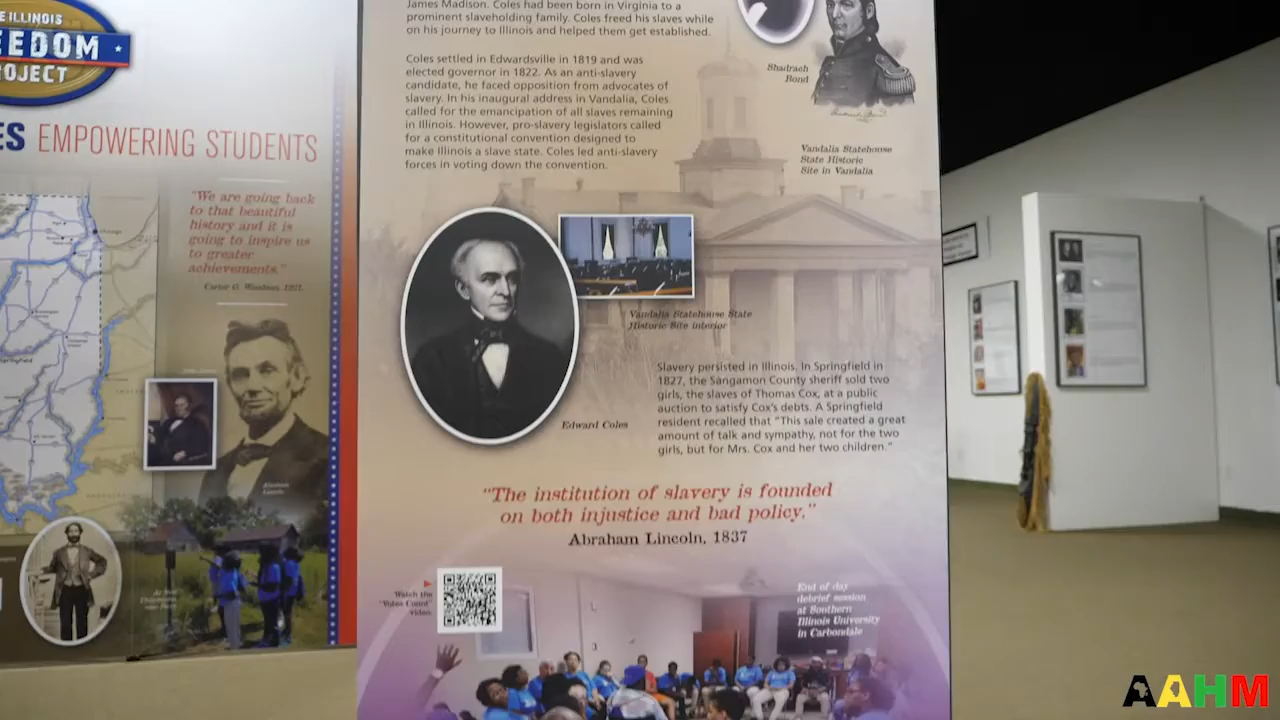 E ILLINOIS
EEDOM
ROJECT
ES EMPOWERING STUDENTS
"We are going back
to that beautiful
history and it is
going to inspire us
to greater
achievements."
Carter G. Woodson, 1921.
Abraham
Lincoln
James Madison. Coles had been born in Virginia to a
prominent slaveholding family. Coles freed his slaves while
on his journey to Illinois and helped them get established.
Coles settled in Edwardsville in 1819 and was
elected governor in 1822. As an anti-slavery
candidate, he faced opposition from advocates of
slavery. In his inaugural address in Vandalia, Coles
called for the emancipation of all slaves remaining
in Illinois. However, pro-slavery legislators called
for a constitutional convention designed to
make Illinois a slave state. Coles led anti-slavery
forces in voting down the convention.
Shadrach
Bond
Vandalia Statehouse
State Historic
Site in Vandalia
Vandalia Statehouse State
Historic Site interior
Edward Coles
Slavery persisted in Illinois. In Springfield in
1827, the Sangamon County sheriff sold two
girls, the slaves of Thomas Cox, at a public
auction to satisfy Cox's debts. A Springfield
resident recalled that "This sale created a great
amount of talk and sympathy, not for the two
girls, but for Mrs. Cox and her two children."
"The institution of slavery is founded
on both injustice and bad policy."
Abraham Lincoln, 1837
Watch the
"Votes Count"
video.
End of day
debrief session
at Southern
Illinois University
in Carbondale
AAHM